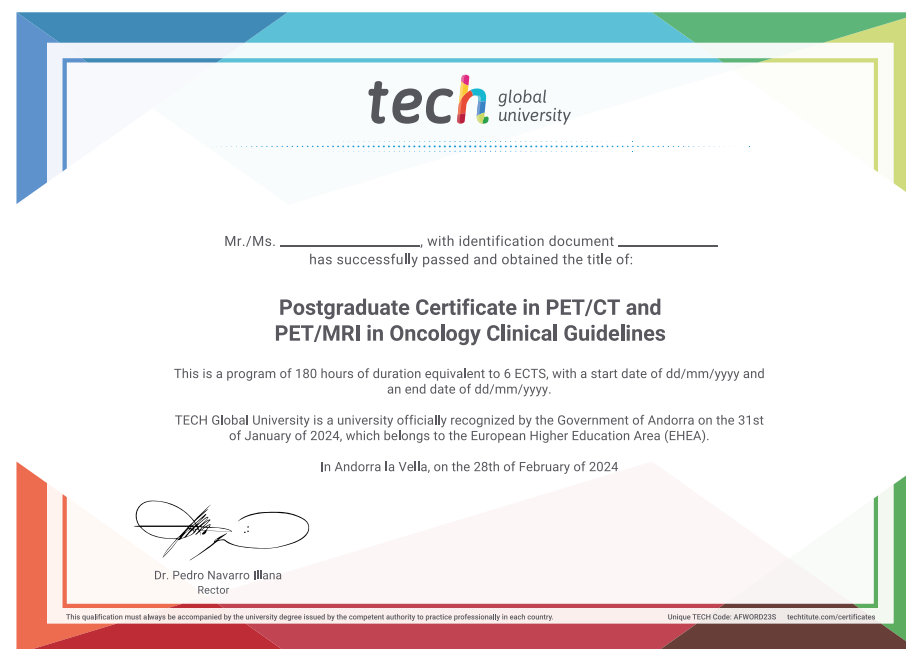 tech global
university
Mr./Ms. ____________, with identification document ____________
has successfully passed and obtained the title of:
Postgraduate Certificate in PET/CT and
PET/MRI in Oncology Clinical Guidelines
This is a program of 180 hours of duration equivalent to 6 ECTS, with a start date of dd/mm/yyyy and
an end date of dd/mm/yyyy.
TECH Global University is a university officially recognized by the Government of Andorra on the 31st
of January of 2024, which belongs to the European Higher Education Area (EHEA).
In Andorra la Vella, on the 28th of February of 2024
Dr. Pedro Navarro Illana
Rector
This qualification must always be accompanied by the university degree issued by the competent authority to practice professionally in each country.
Unique TECH Code: AFWORD23S techtitute.com/certificates